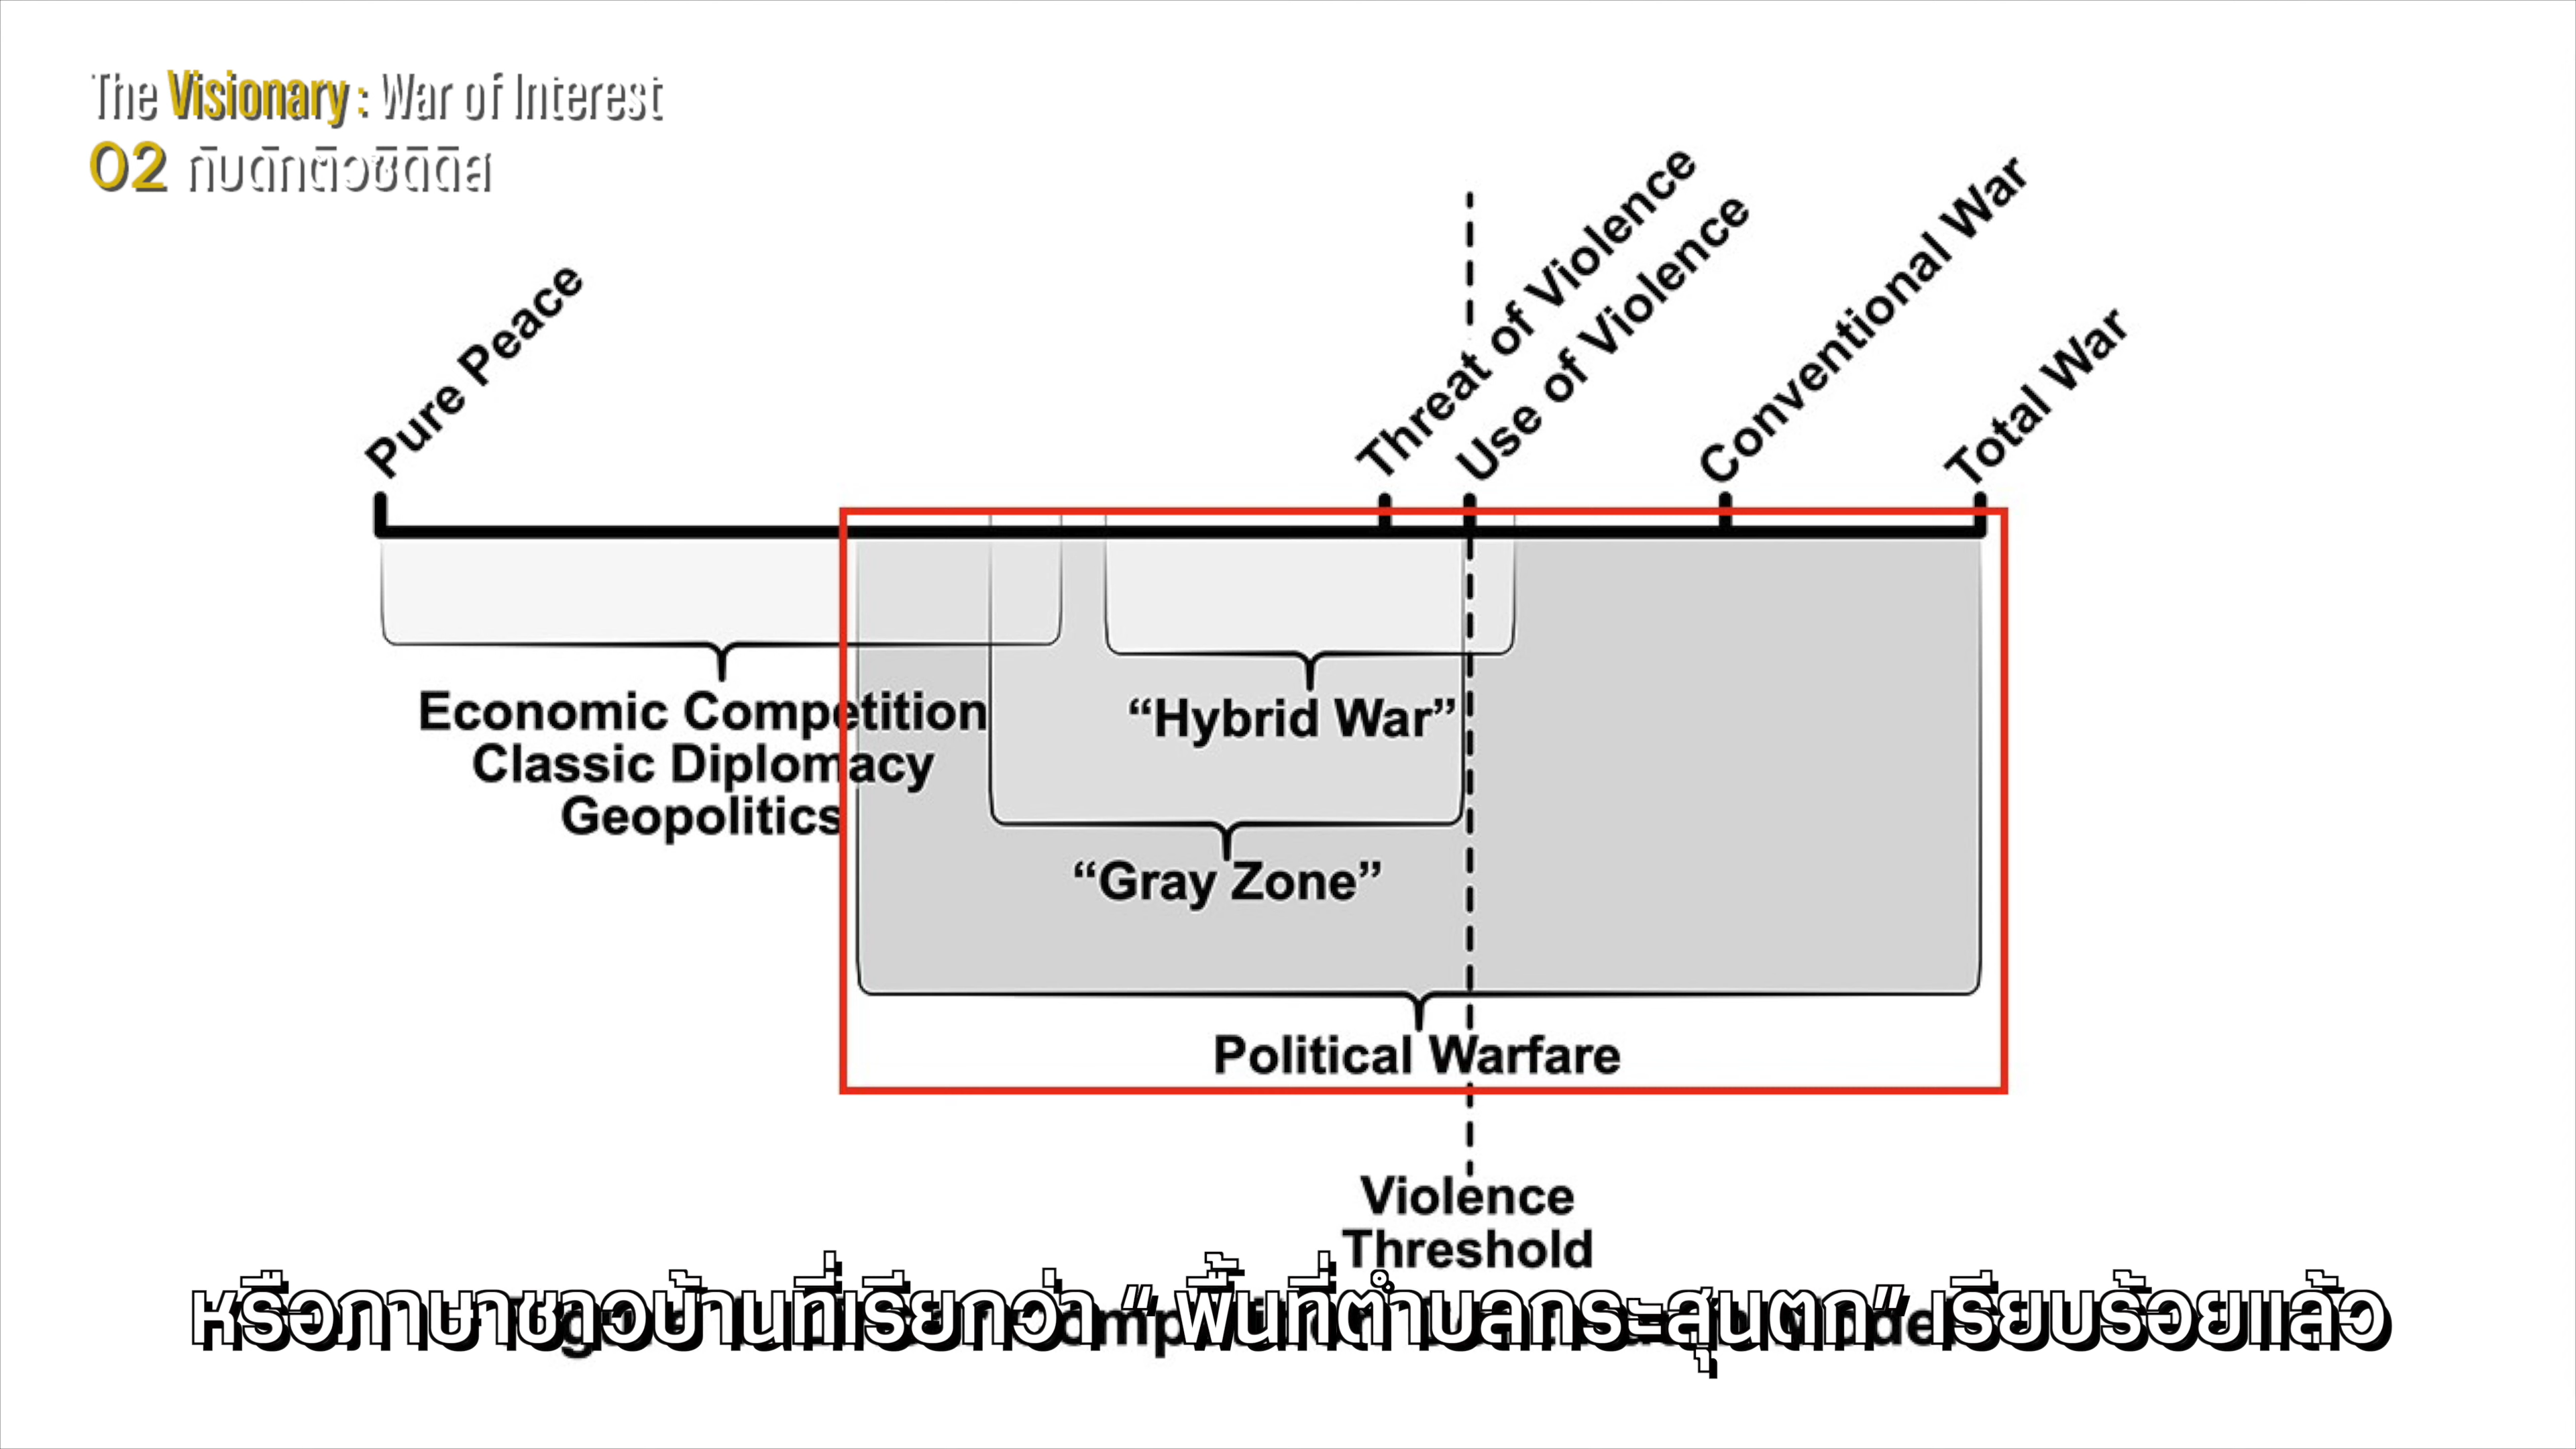 The Visionary : War of Interest
02 กับดักตัวซีดีดีส
Pure Peace
Threat of Violence
Use of Violence
Conventional War
Total War
Economic Competition
Classic Diplomacy
Geopolitics
“Hybrid War”
“Gray Zone”
Political Warfare
Violence
Threshold
หรือภาษาชาวบ้านที่เรียกว่า “ พื้นที่ตำบลกระสุนตก” เรียบร้อยแล้ว